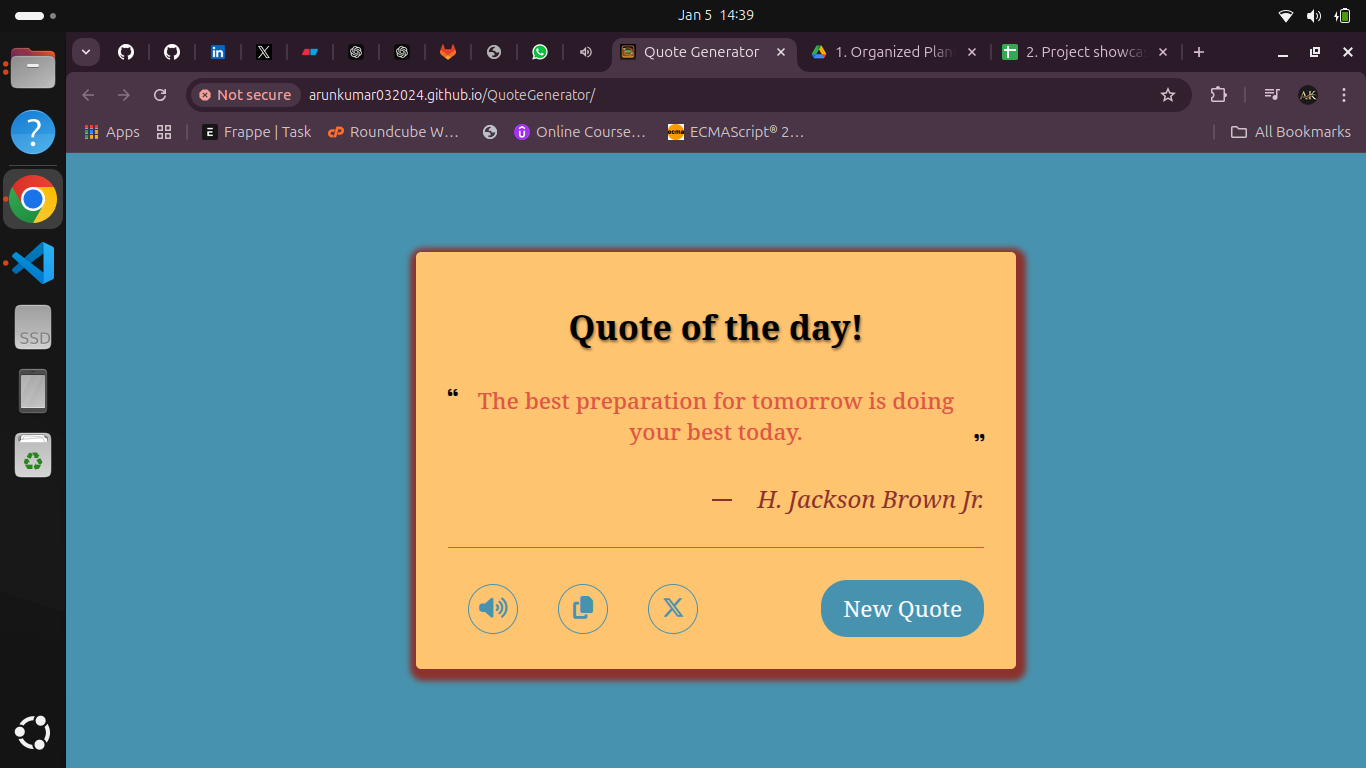 Jan 5 14:39
Quote Generator
1. Organized Plan
2. Project showca
Not secure
arunkumar032024.github.io/QuoteGenerator/
Apps
Frappe | Task
Roundcube W...
Online Course...
ECMAScript® 2...
All Bookmarks
SSD
Quote of the day!
❝ The best preparation for tomorrow is doing
your best today. ❞
— H. Jackson Brown Jr.
New Quote